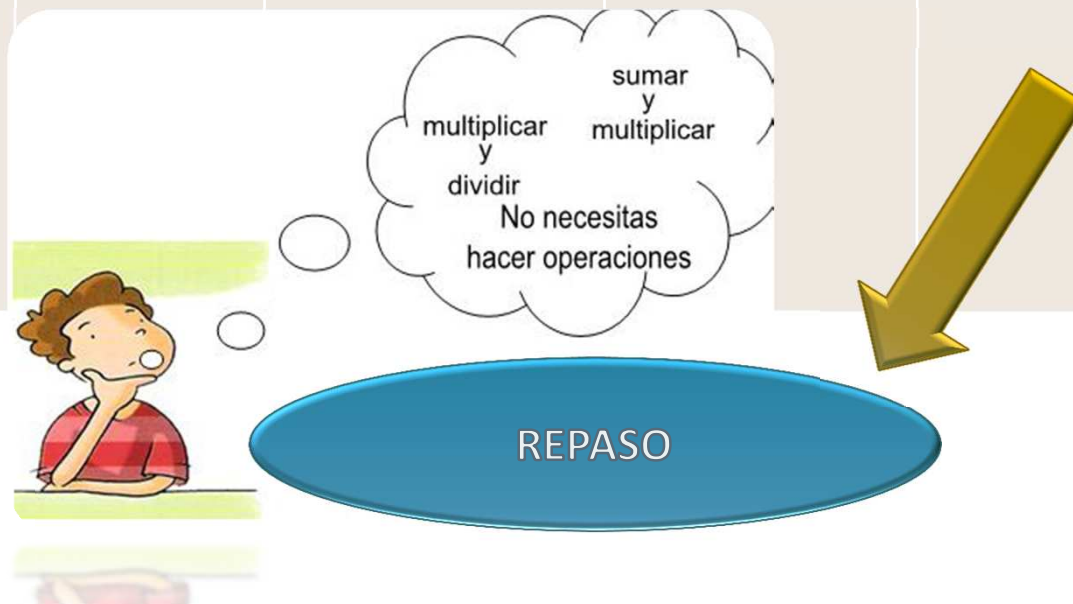 sumar
y
multiplicar
multiplicar
y
dividir
No necesitas
hacer operaciones
REPASO